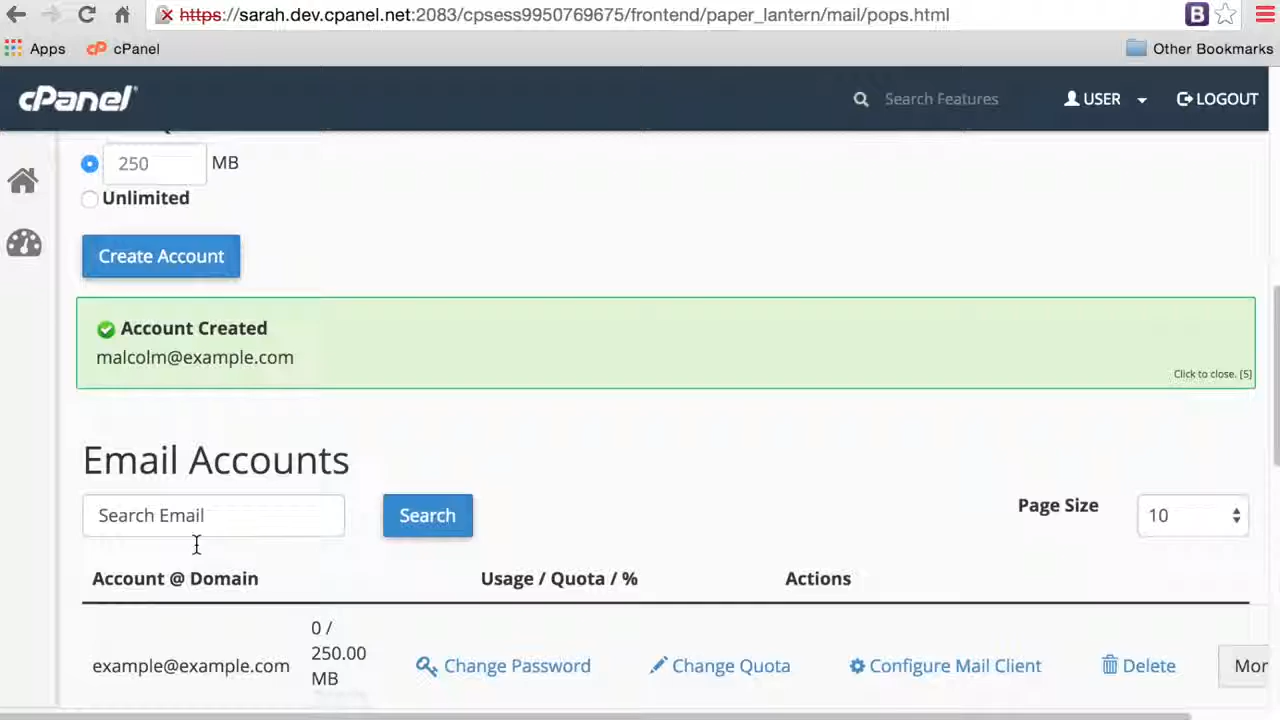 https://sarah.dev.cpanel.net:2083/cpsess9950769675/frontend/paper_lantern/mail/pops.html
B
Apps
cP cPanel
Other Bookmarks
cPanel®
Search Features
USER
LOGOUT
250
MB
Unlimited
Create Account
Account Created
malcolm@example.com
Click to close. [5]
Email Accounts
Search Email
Search
Page Size
10
Account @ Domain
Usage / Quota / %
Actions
example@example.com
0 /
250.00
MB
Change Password
Change Quota
Configure Mail Client
Delete
Mor